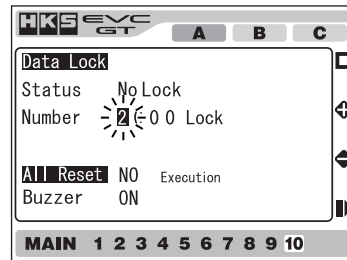 HKS EVC GT A B C
Data Lock
Status No Lock
Number 2 0 0 Lock
All Reset NO Execution
Buzzer ON
MAIN 1 2 3 4 5 6 7 8 9 10